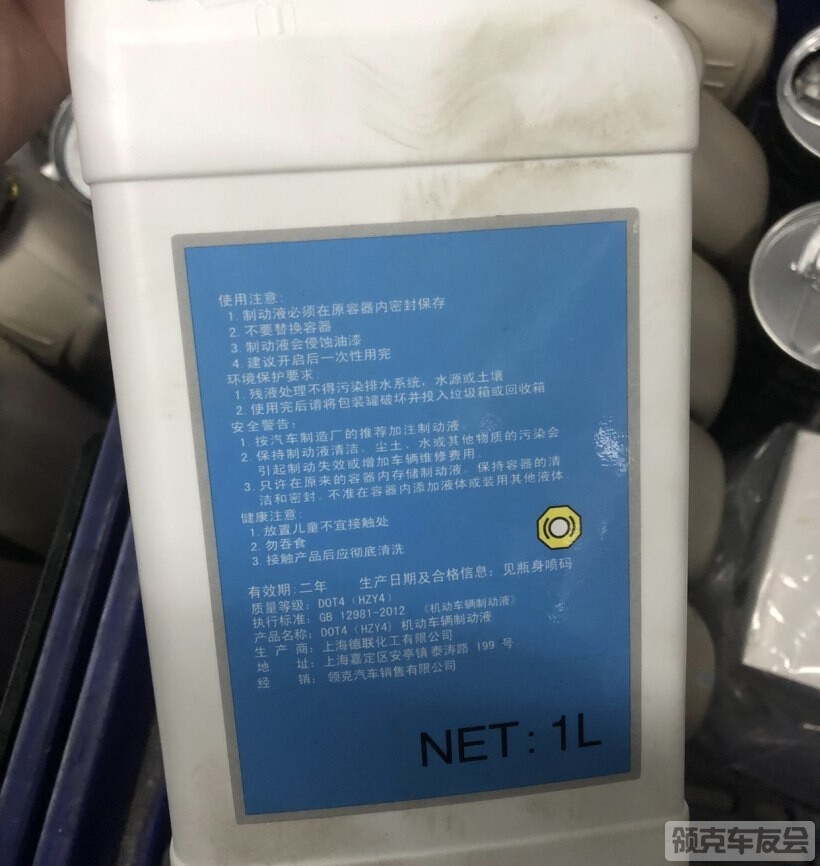 使用注意:
1. 制动液必须在原容器内密封保存
2. 不要替换容器
3. 制动液会侵蚀油漆
4. 建议开启后一次性用完
环境保护要求:
1. 残液处理不得污染排水系统，水源或土壤
2. 使用完后请将包装罐破坏并投入垃圾箱或回收箱
安全警告:
1. 按汽车制造厂的推荐加注制动液
2. 保持制动液清洁、尘土、水或其他物质的污染会
引起制动失效或增加车辆维修费用.
3. 只许在原来的容器内存储制动液. 保持容器的清
洁和密封. 不准在容器内添加液体或装用其他液体.
健康注意:
1. 放置儿童不宜接触处
2. 勿吞食
3. 接触产品后应彻底清洗
有效期: 二年 生产日期及合格信息: 见瓶身喷码
质量等级: DOT4 (HZY4)
执行标准: GB 12981-2012 《机动车辆制动液》
产品名称: DOT4 (HZY4) 机动车辆制动液
生产商: 上海德联化工有限公司
地址: 上海嘉定区安亭镇泰涛路 199 号
经销: 领克汽车销售有限公司
NET: 1L
领克车友会